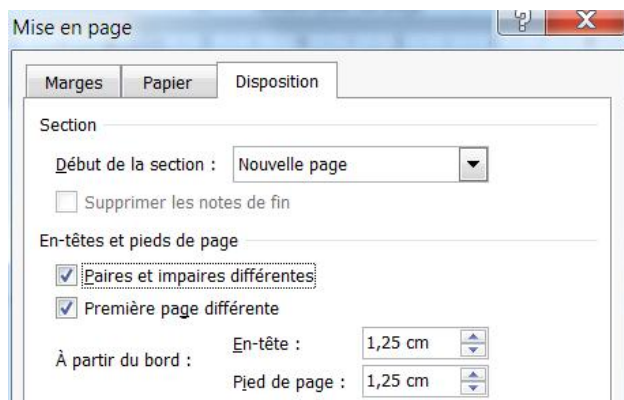 Mise en page
Marges Papier Disposition
Section
Début de la section : Nouvelle page
Supprimer les notes de fin
En-têtes et pieds de page
Paires et impaires différentes
Première page différente
À partir du bord :
En-tête : 1,25 cm
Pied de page : 1,25 cm